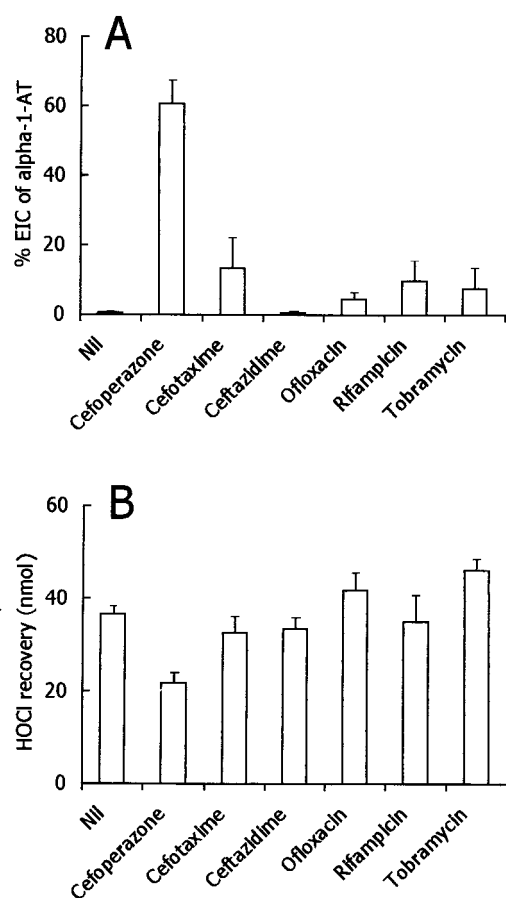 A
% EIC of alpha-1-AT
80
60
40
20
0
Nil
Cefoperazone
Cefotaxime
Ceftazidime
Ofloxacin
Rifampicin
Tobramycin
B
HOCl recovery (nmol)
60
40
20
0
Nil
Cefoperazone
Cefotaxime
Ceftazidime
Ofloxacin
Rifampicin
Tobramycin